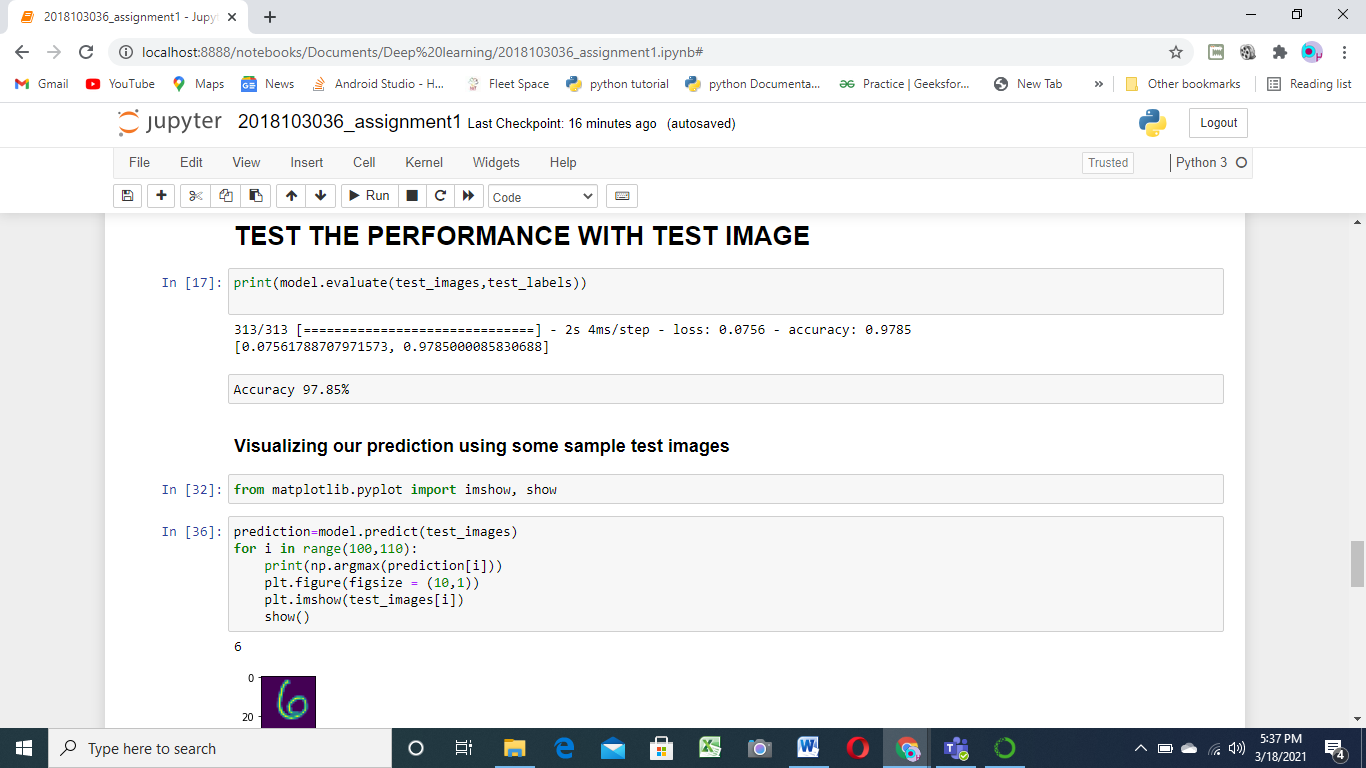 2018103036_assignment1 - Jupy
localhost:8888/notebooks/Documents/Deep%20learning/2018103036_assignment1.ipynb#
Gmail YouTube Maps News Android Studio - H... Fleet Space python tutorial python Documenta... Practice | Geeksfor... New Tab » Other bookmarks Reading list
jupyter 2018103036_assignment1 Last Checkpoint: 16 minutes ago (autosaved) Logout
File Edit View Insert Cell Kernel Widgets Help Trusted Python 3
Run Code
TEST THE PERFORMANCE WITH TEST IMAGE
In [17]: print(model.evaluate(test_images,test_labels))
313/313 [==============================] - 2s 4ms/step - loss: 0.0756 - accuracy: 0.9785
[0.07561788707971573, 0.9785000085830688]
Accuracy 97.85%
Visualizing our prediction using some sample test images
In [32]: from matplotlib.pyplot import imshow, show
In [36]: prediction=model.predict(test_images)
for i in range(100,110):
    print(np.argmax(prediction[i]))
    plt.figure(figsize = (10,1))
    plt.imshow(test_images[i])
    show()
6
0
6
20
Type here to search
5:37 PM
3/18/2021
4